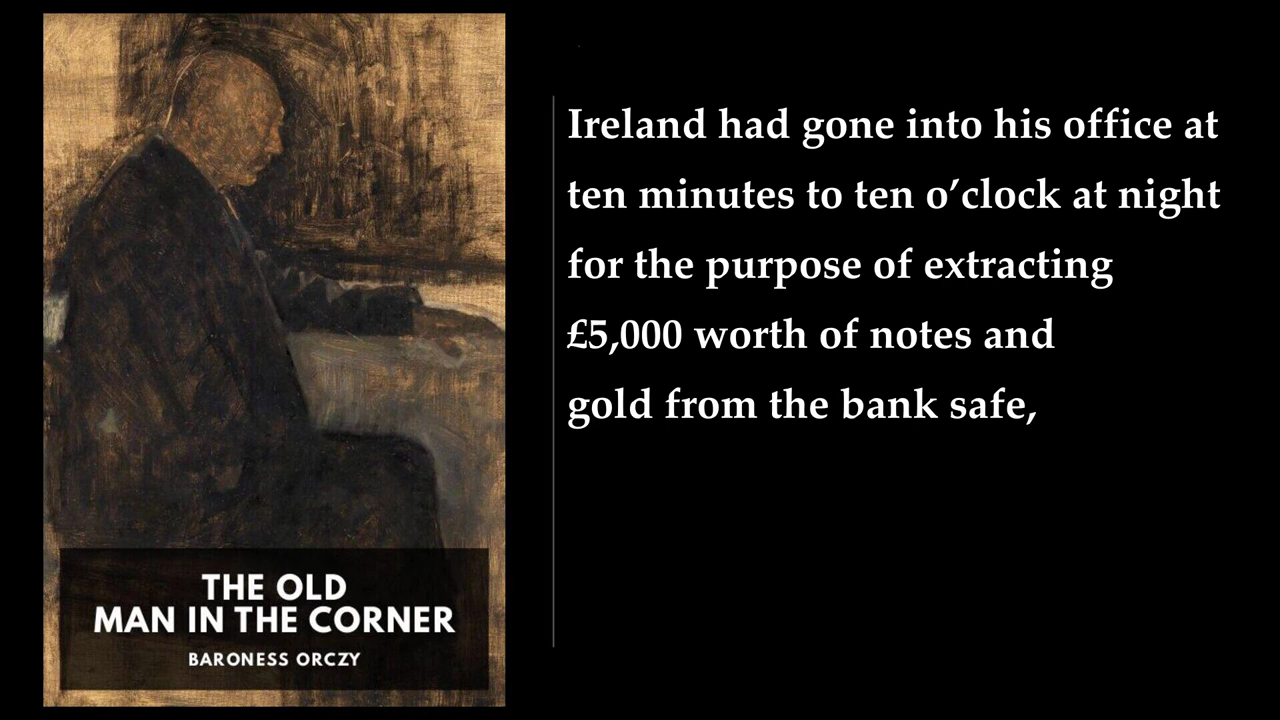 THE OLD
MAN IN THE CORNER
BARONESS ORCZY
Ireland had gone into his office at
ten minutes to ten o’clock at night
for the purpose of extracting
£5,000 worth of notes and
gold from the bank safe,